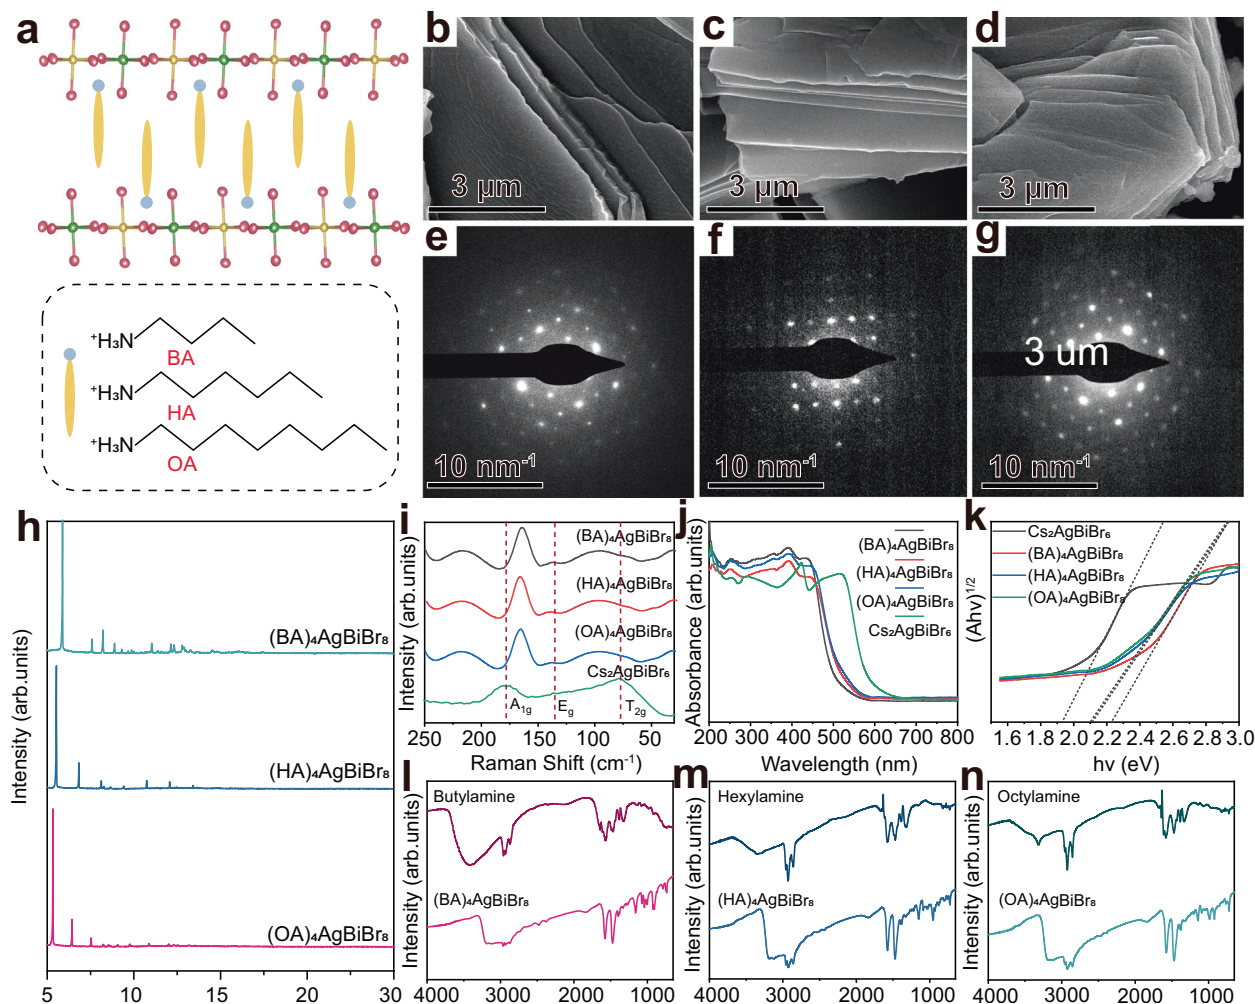 a
⁺H₃N
BA
⁺H₃N
HA
⁺H₃N
OA
b
3 μm
c
3 μm
d
3 μm
e
10 nm⁻¹
f
10 nm⁻¹
g
3 um
10 nm⁻¹
h
Intensity (arb.units)
(BA)₄AgBiBr₈
(HA)₄AgBiBr₈
(OA)₄AgBiBr₈
5 10 15 20 25 30
i
Intensity (arb.units)
(BA)₄AgBiBr₈
(HA)₄AgBiBr₈
(OA)₄AgBiBr₈
Cs₂AgBiBr₆
A₁g E_g T₂g
250 200 150 100 50
Raman Shift (cm⁻¹)
j
Absorbance (arb.units)
(BA)₄AgBiBr₈
(HA)₄AgBiBr₈
(OA)₄AgBiBr₈
Cs₂AgBiBr₆
200 300 400 500 600 700 800
Wavelength (nm)
k
(Ahv)¹/²
Cs₂AgBiBr₆
(BA)₄AgBiBr₈
(HA)₄AgBiBr₈
(OA)₄AgBiBr₈
1.6 1.8 2.0 2.2 2.4 2.6 2.8 3.0
hv (eV)
l
Intensity (arb.units)
Butylamine
(BA)₄AgBiBr₈
4000 3000 2000 1000
m
Intensity (arb.units)
Hexylamine
(HA)₄AgBiBr₈
4000 3000 2000 1000
n
Intensity (arb.units)
Octylamine
(OA)₄AgBiBr₈
4000 3000 2000 1000